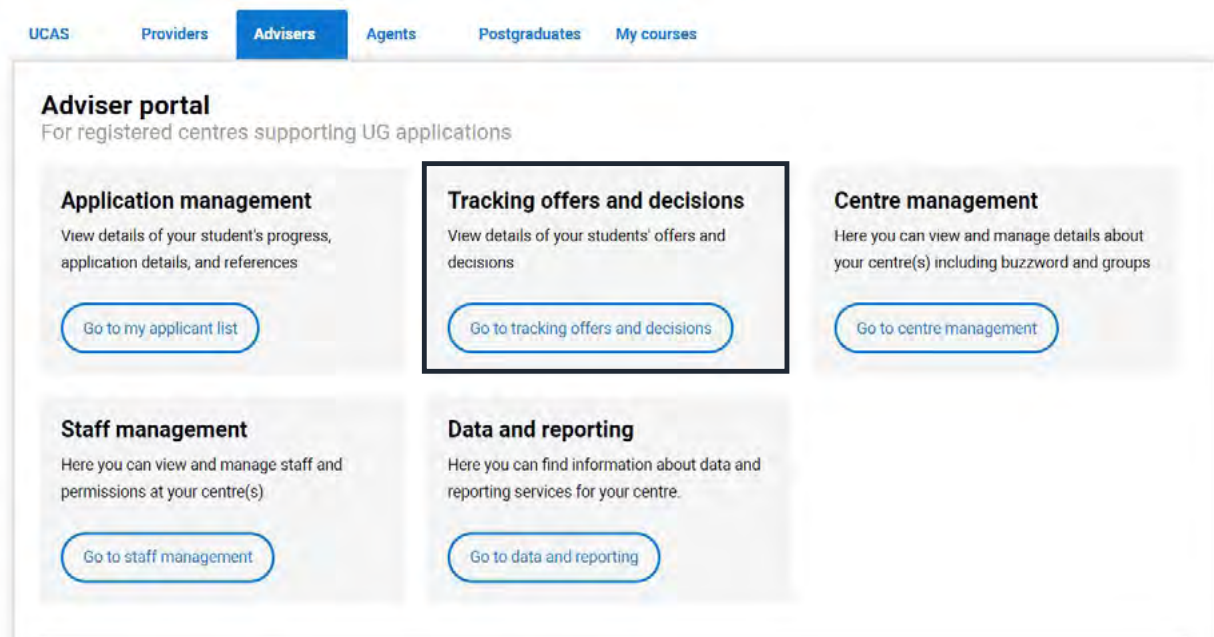 UCAS Providers Advisers Agents Postgraduates My courses
Adviser portal
For registered centres supporting UG applications
Application management
View details of your student's progress,
application details, and references
Go to my applicant list
Tracking offers and decisions
View details of your students' offers and
decisions
Go to tracking offers and decisions
Centre management
Here you can view and manage details about
your centre(s) including buzzword and groups
Go to centre management
Staff management
Here you can view and manage staff and
permissions at your centre(s)
Go to staff management
Data and reporting
Here you can find information about data and
reporting services for your centre.
Go to data and reporting